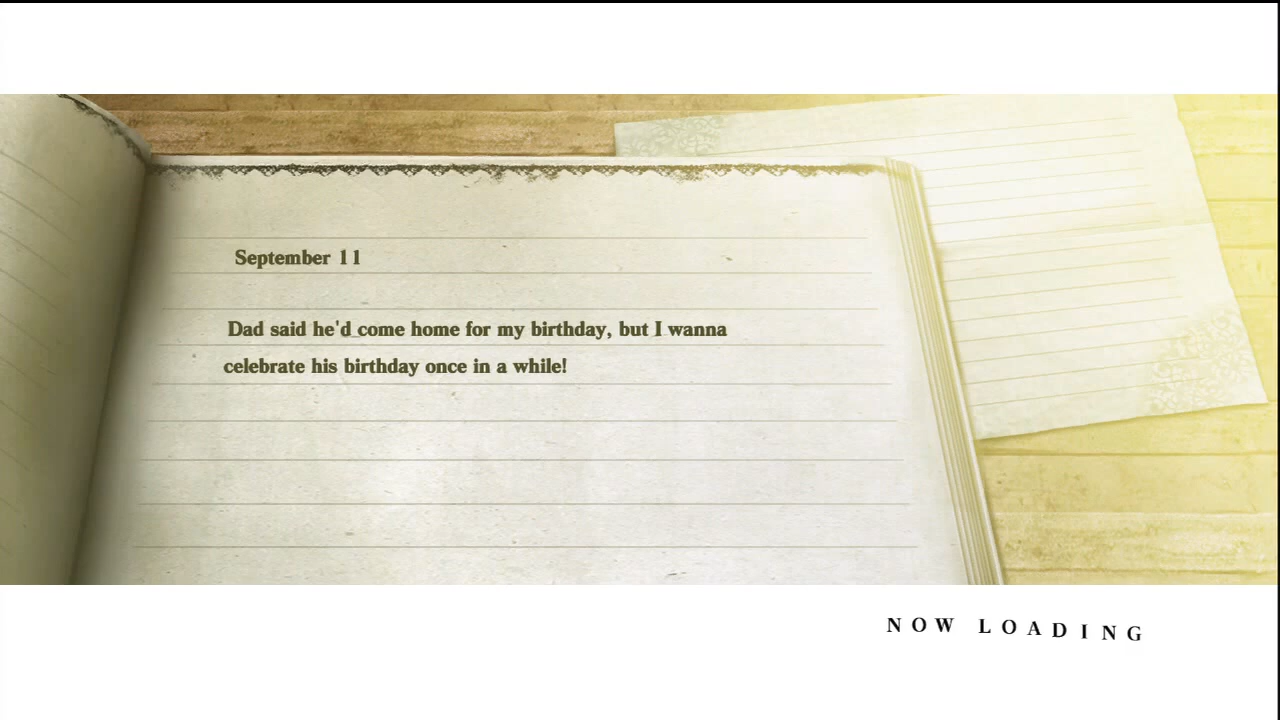 September 11
Dad said he'd come home for my birthday, but I wanna
celebrate his birthday once in a while!
NOW LOADING